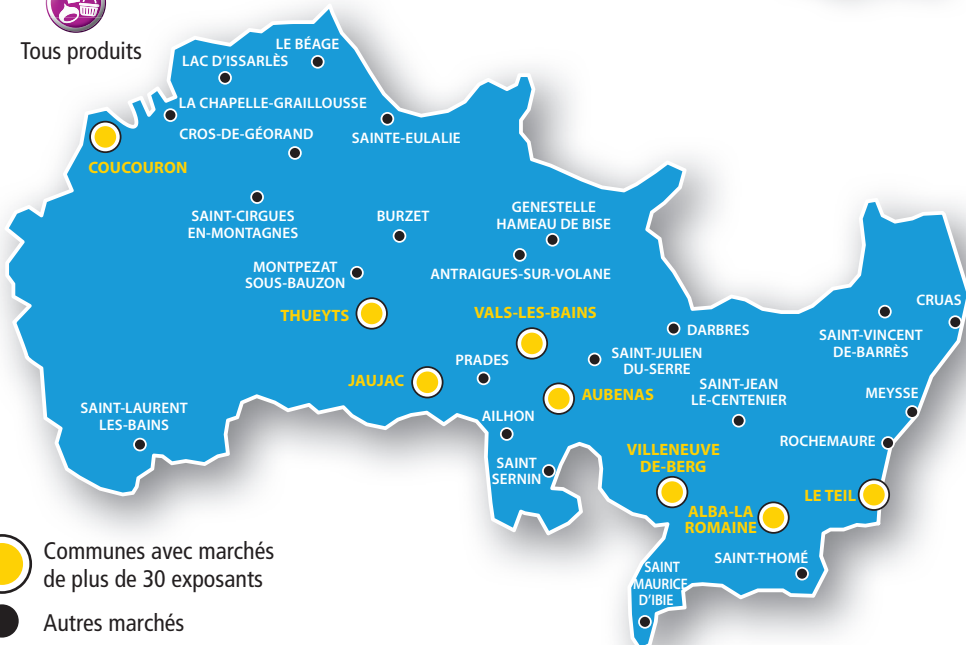 Tous produits
LE BÉAGE
LAC D'ISSARLÈS
LA CHAPELLE-GRAILLOUSSE
CROS-DE-GÉORAND
SAINTE-EULALIE
COUCOURON
SAINT-CIRGUES
EN-MONTAGNES
BURZET
GENESTELLE
HAMEAU DE BISE
MONTPEZAT
SOUS-BAUZON
ANTRAIGUES-SUR-VOLANE
THUEYTS
VALS-LES-BAINS
DARBRES
CRUAS
SAINT-VINCENT
DE-BARRÈS
PRADES
SAINT-JULIEN
DU-SERRE
JAUJAC
AUBENAS
SAINT-JEAN
LE-CENTENIER
MEYSSE
SAINT-LAURENT
LES-BAINS
AILHON
ROCHEMAURE
VILLENEUVE
DE-BERG
SAINT
SERNIN
LE TEIL
ALBA-LA
ROMAINE
SAINT-THOMÉ
SAINT
MAURICE
D'IBIE
Communes avec marchés
de plus de 30 exposants
Autres marchés